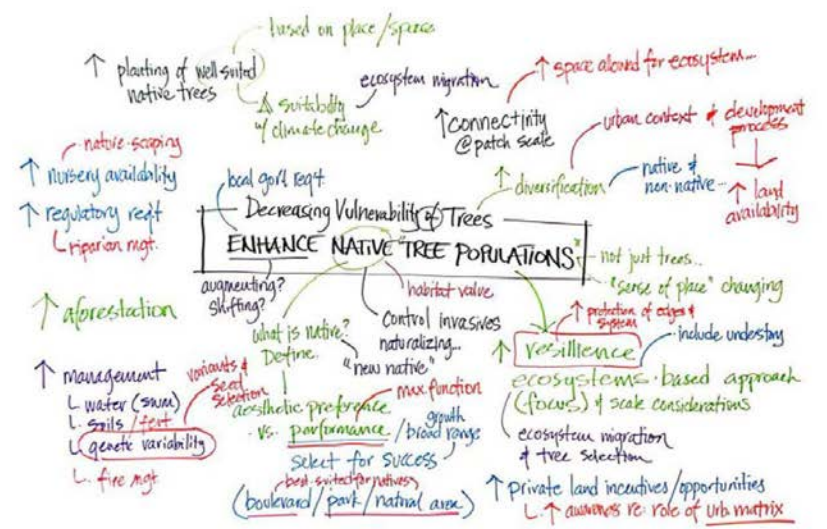 based on place/space
↑ planting of well suited
native trees
Δ suitability
w/ climate change
ecosystem migration
↑ connectivity
@ patch scale
↑ space allowed for ecosystem...
urban context & development
process
↑ land
availability
↑ diversification
native &
non-native...
nature-scaping
↑ nursery availability
↑ regulatory req't
riparian mgt.
local gov't req't.
Decreasing Vulnerability of Trees
ENHANCE NATIVE "TREE POPULATIONS"
not just trees...
"sense of place" changing
augmenting?
shifting?
habitat value
control invasives
naturalizing...
"new native"
what is native?
Define.
↑ aforestation
↑ management
water (swm)
soils / fert
genetic variability
fire mgt
variants &
seed
selection
aesthetic preference
vs. performance / growth
broad range
max function
select for success
best suited for natives
(boulevard / park / natural area)
↑ protection of edges &
system
↑ resillience
include understory
ecosystems-based approach
(focus) & scale considerations
ecosystem migration
& tree selection
↑ private land incentives/opportunities
↑ awarness re: role of urb matrix